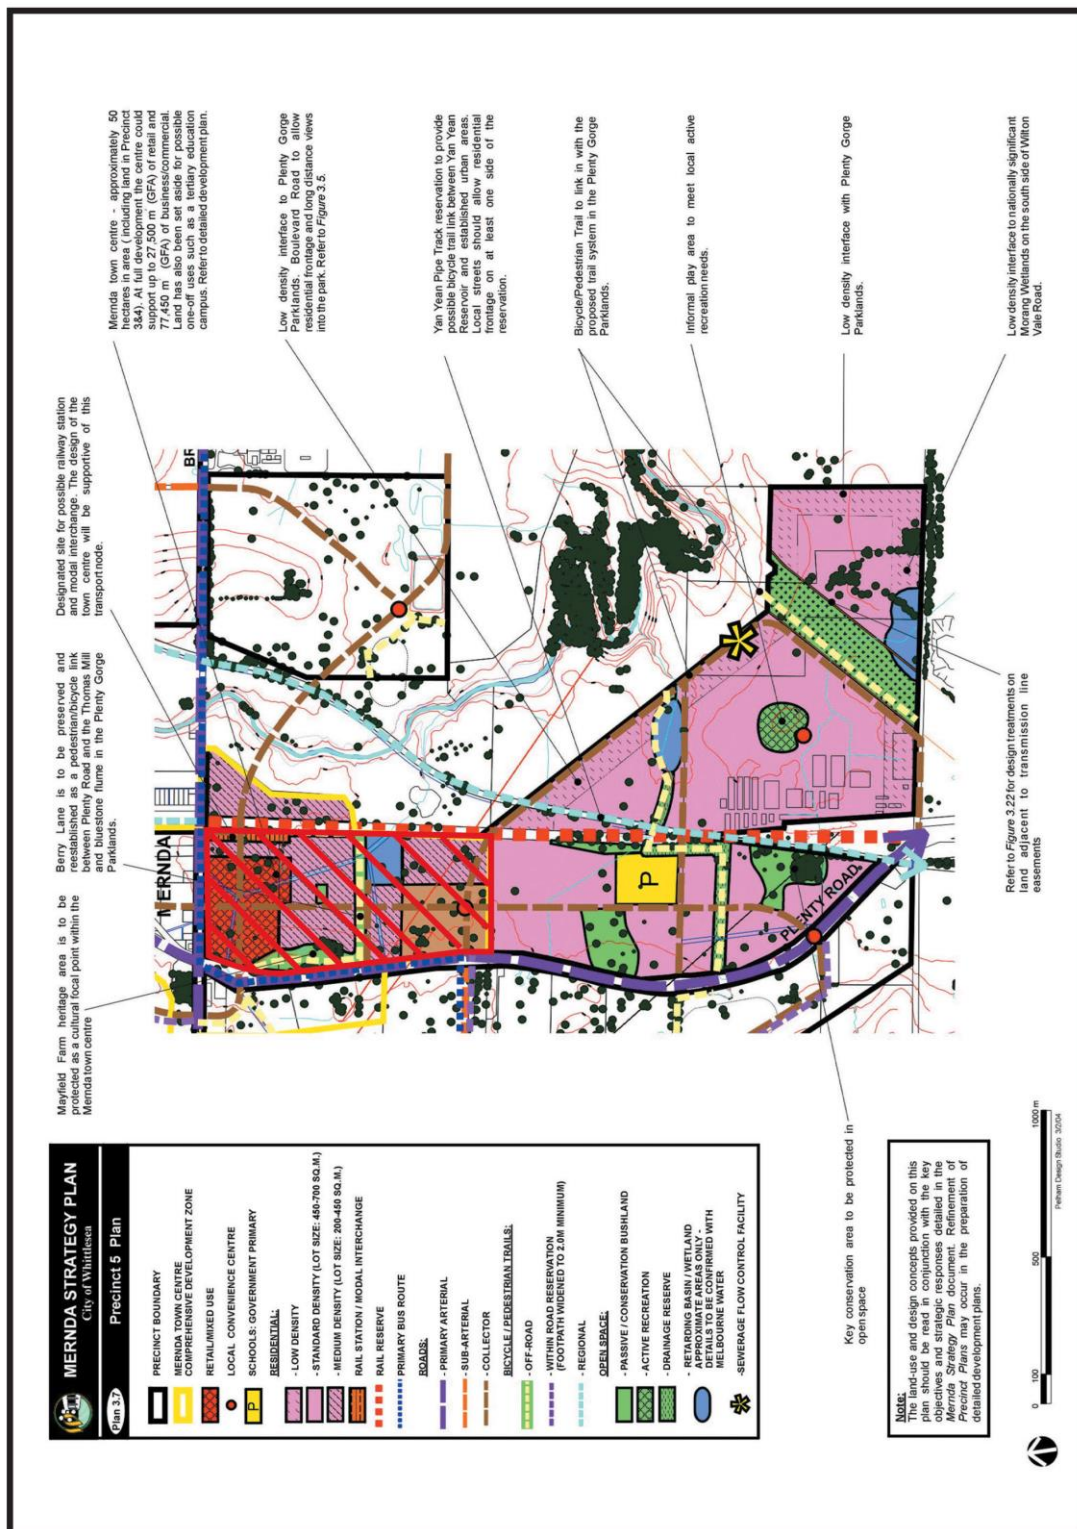 MERNDA STRATEGY PLAN
City of Whittlesea
Plan 3.7
Precinct 5 Plan
PRECINCT BOUNDARY
MERNDA TOWN CENTRE
COMPREHENSIVE DEVELOPMENT ZONE
RETAIL/MIXED USE
LOCAL CONVENIENCE CENTRE
P
SCHOOLS: GOVERNMENT PRIMARY
RESIDENTIAL:
- LOW DENSITY
- STANDARD DENSITY (LOT SIZE: 450-700 SQ.M.)
- MEDIUM DENSITY (LOT SIZE: 200-450 SQ.M.)
RAIL STATION / MODAL INTERCHANGE
RAIL RESERVE
PRIMARY BUS ROUTE
ROADS:
- PRIMARY ARTERIAL
- SUB-ARTERIAL
- COLLECTOR
BICYCLE / PEDESTRIAN TRAILS:
- OFF-ROAD
- WITHIN ROAD RESERVATION
(FOOTPATH WIDENED TO 2.0M MINIMUM)
- REGIONAL
OPEN SPACE:
- PASSIVE / CONSERVATION BUSHLAND
- ACTIVE RECREATION
- DRAINAGE RESERVE
- RETARDING BASIN / WETLAND
APPROXIMATE AREAS ONLY -
DETAILS TO BE CONFIRMED WITH
MELBOURNE WATER
-SEWERAGE FLOW CONTROL FACILITY
Mayfield Farm heritage area is to be
protected as a cultural focal point within the
Mernda town centre
Berry Lane is to be preserved and
reestablished as a pedestrian/bicycle link
between Plenty Road and the Thomas Mill
and bluestone flume in the Plenty Gorge
Parklands.
Designated site for possible railway station
and modal interchange. The design of the
town centre will be supportive of this
transport node.
Mernda town centre - approximately 50
hectares in area ( including land in Precinct
3&4). At full development the centre could
support up to 27,500 m (GFA) of retail and
77,450 m (GFA) of business/commercial.
Land has also been set aside for possible
one-off uses such as a tertiary education
campus. Refer to detailed development plan.
Low density interface to Plenty Gorge
Parklands. Boulevard Road to allow
residential frontage and long distance views
into the park. Refer to Figure 3.5.
Yan Yean Pipe Track reservation to provide
possible bicycle trail link between Yan Yean
Reservoir and established urban areas.
Local streets should allow residential
frontage on at least one side of the
reservation.
Bicycle/Pedestrian Trail to link in with the
proposed trail system in the Plenty Gorge
Parklands.
Informal play area to meet local active
recreation needs.
Low density interface with Plenty Gorge
Parklands.
Low density interface to nationally significant
Morang Wetlands on the south side of Wilton
Vale Road.
MERNDA
BR
P
PLENTY ROAD
Refer to Figure 3.22 for design treatments on
land adjacent to transmission line
easements
Key conservation area to be protected in
open space
Note:
The land-use and design concepts provided on this
plan should be read in conjunction with the key
objectives and strategic responses detailed in the
Mernda Strategy Plan document. Refinement of
Precinct Plans may occur in the preparation of
detailed development plans.
0 100 500 1000 m
Pelham Design Studio 3/2/04